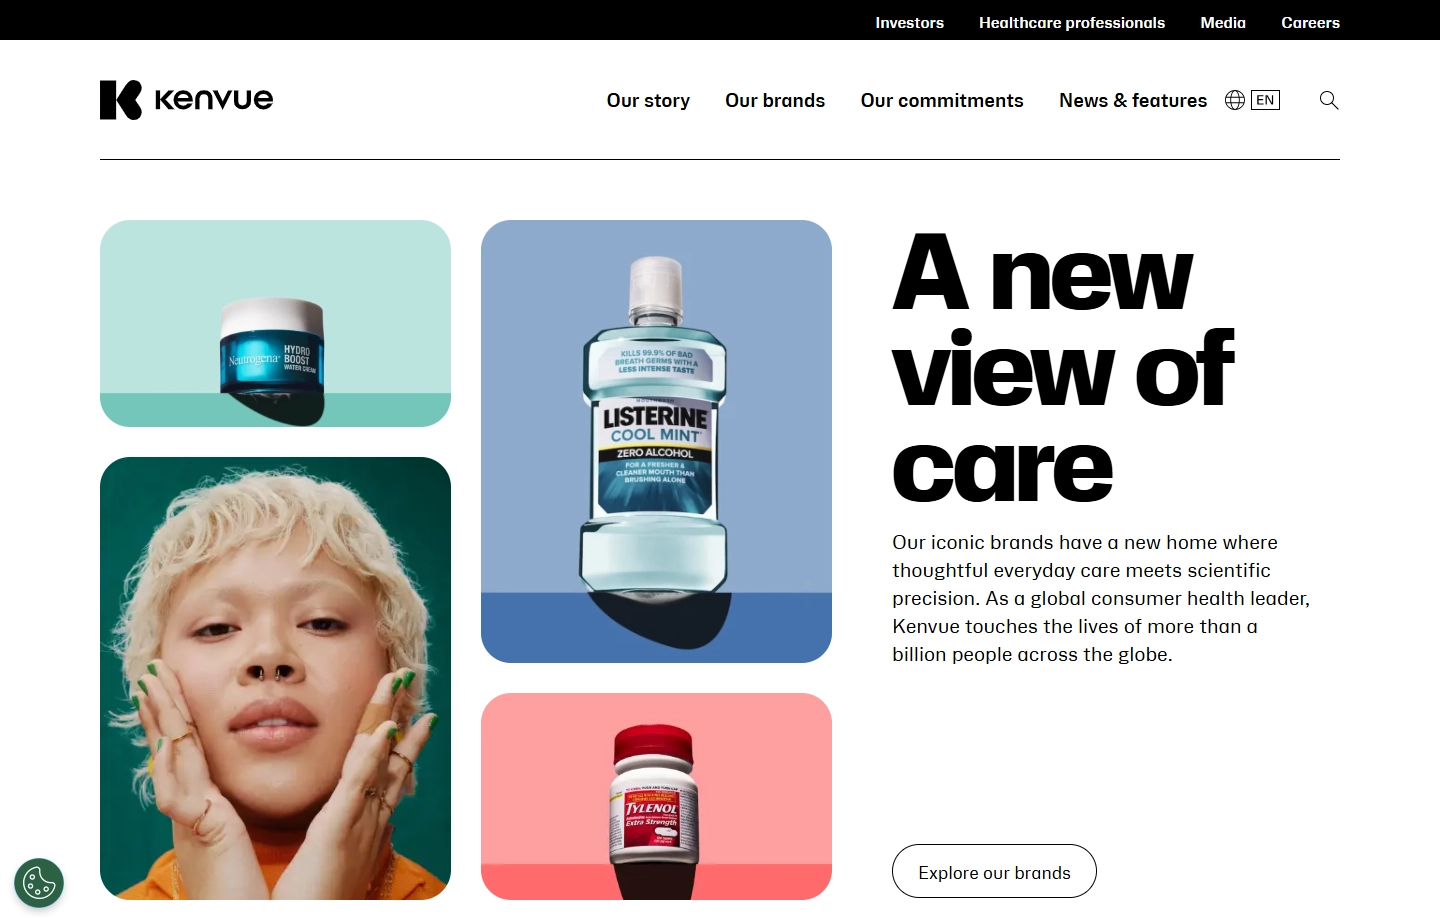 Investors
Healthcare professionals
Media
Careers
Kenvue
Our story
Our brands
Our commitments
News & features
EN
Neutrogena®
HYDRO
BOOST
WATER CREAM
KILLS 99.9% OF BAD
BREATH GERMS WITH A
LESS INTENSE TASTE
MOUTHWASH
LISTERINE
COOL MINT
ZERO ALCOHOL
FOR A FRESHER &
CLEANER MOUTH THAN
BRUSHING ALONE
TYLENOL
Extra Strength
A new
view of
care
Our iconic brands have a new home where
thoughtful everyday care meets scientific
precision. As a global consumer health leader,
Kenvue touches the lives of more than a
billion people across the globe.
Explore our brands